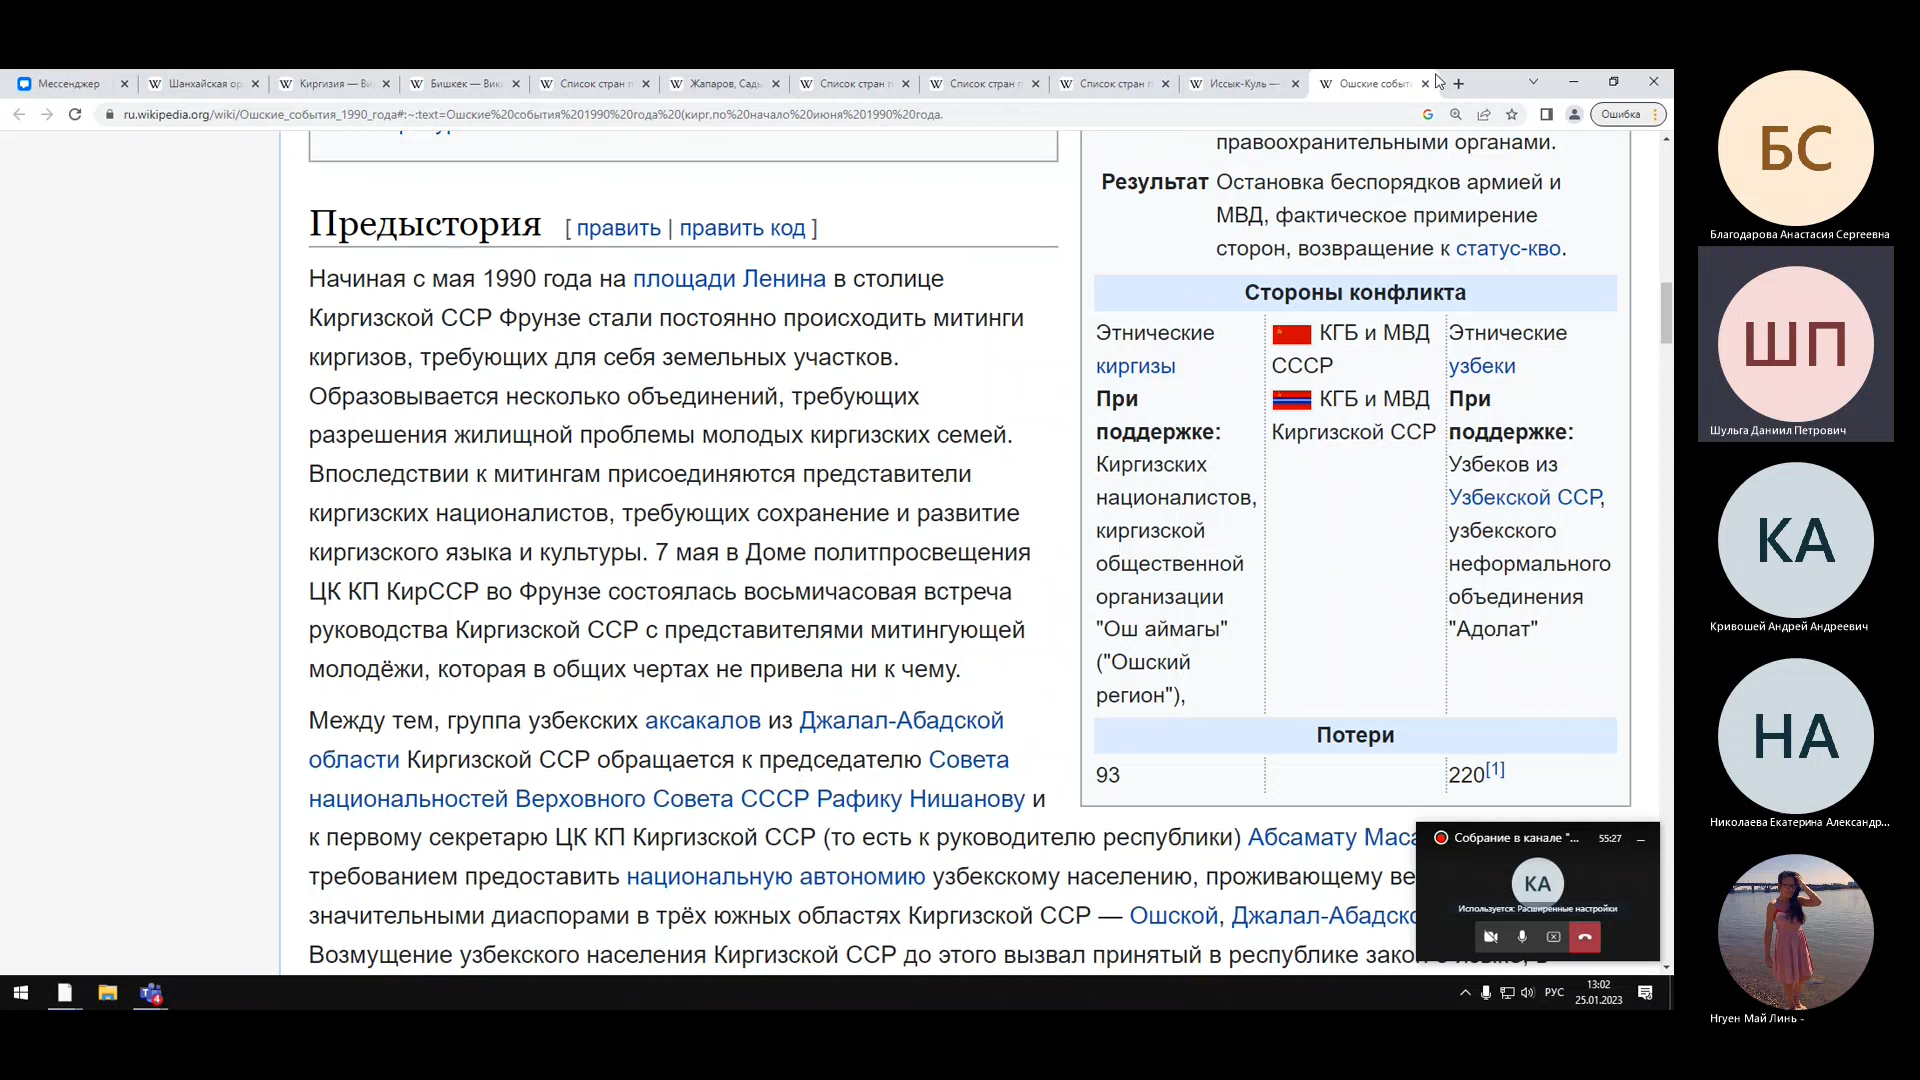 Мессенджер
Шанхайская ор
Киргизия — Ви
Бишкек — Вик
Список стран п
Жапаров, Сады
Список стран п
Список стран п
Список стран п
Иссык-Куль —
Ошские событ
ru.wikipedia.org/wiki/Ошские_события_1990_года#:~:text=Ошские%20события%201990%20года%20(кирг,по%20начало%20июня%201990%20года.
Ошибка
Предыстория [ править | править код ]
Начиная с мая 1990 года на площади Ленина в столице
Киргизской ССР Фрунзе стали постоянно происходить митинги
киргизов, требующих для себя земельных участков.
Образовывается несколько объединений, требующих
разрешения жилищной проблемы молодых киргизских семей.
Впоследствии к митингам присоединяются представители
киргизских националистов, требующих сохранение и развитие
киргизского языка и культуры. 7 мая в Доме политпросвещения
ЦК КП КирССР во Фрунзе состоялась восьмичасовая встреча
руководства Киргизской ССР с представителями митингующей
молодёжи, которая в общих чертах не привела ни к чему.
Между тем, группа узбекских аксакалов из Джалал-Абадской
области Киргизской ССР обращается к председателю Совета
национальностей Верховного Совета СССР Рафику Нишанову и
к первому секретарю ЦК КП Киргизской ССР (то есть к руководителю республики) Абсамату Маса
требованием предоставить национальную автономию узбекскому населению, проживающему ве
значительными диаспорами в трёх южных областях Киргизской ССР — Ошской, Джалал-Абадско
Возмущение узбекского населения Киргизской ССР до этого вызвал принятый в республике закон
правоохранительными органами.
Результат Остановка беспорядков армией и
МВД, фактическое примирение
сторон, возвращение к статус-кво.
Стороны конфликта
Этнические
киргизы
При
поддержке:
Киргизских
националистов,
киргизской
общественной
организации
"Ош аймагы"
("Ошский
регион"),
КГБ и МВД
СССР
КГБ и МВД
Киргизской ССР
Этнические
узбеки
При
поддержке:
Узбеков из
Узбекской ССР,
узбекского
неформального
объединения
"Адолат"
Потери
93
220[1]
Собрание в канале "... 55:27
КА
Используется: Расширенные настройки
4
РУС
13:02
25.01.2023
БС
Благодарова Анастасия Сергеевна
ШП
Шульга Даниил Петрович
КА
Кривошей Андрей Андреевич
НА
Николаева Екатерина Александр...
Нгуен Май Линь -